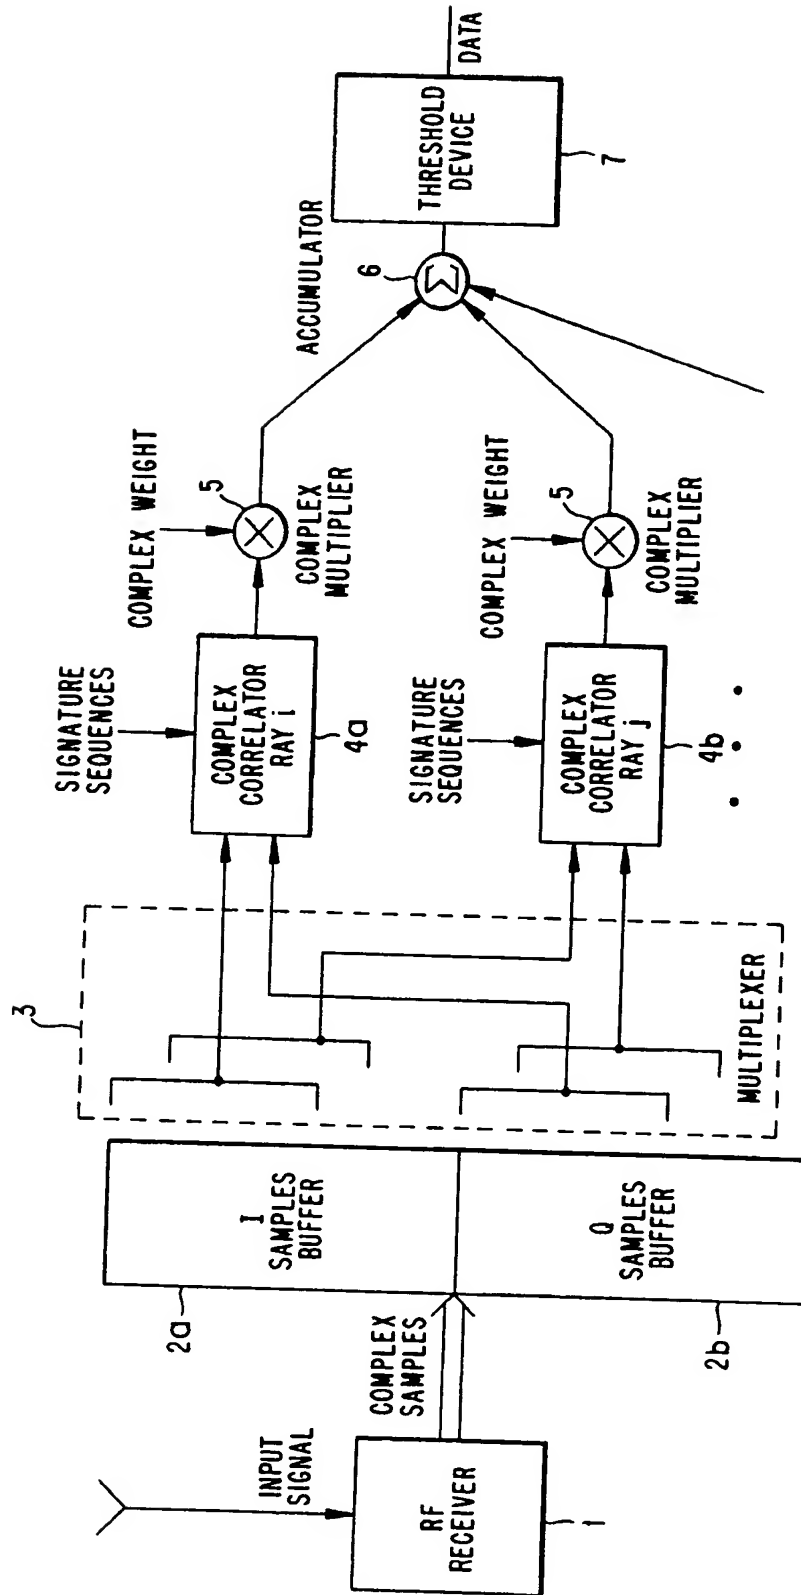 INPUT
SIGNAL
RF
RECEIVER
1
COMPLEX
SAMPLES
2a
I
SAMPLES
BUFFER
Q
SAMPLES
BUFFER
2b
3
MULTIPLEXER
SIGNATURE
SEQUENCES
COMPLEX
CORRELATOR
RAY i
4a
SIGNATURE
SEQUENCES
COMPLEX
CORRELATOR
RAY j
4b
COMPLEX WEIGHT
5
COMPLEX
MULTIPLIER
COMPLEX WEIGHT
5
COMPLEX
MULTIPLIER
ACCUMULATOR
6
Σ
THRESHOLD
DEVICE
7
DATA